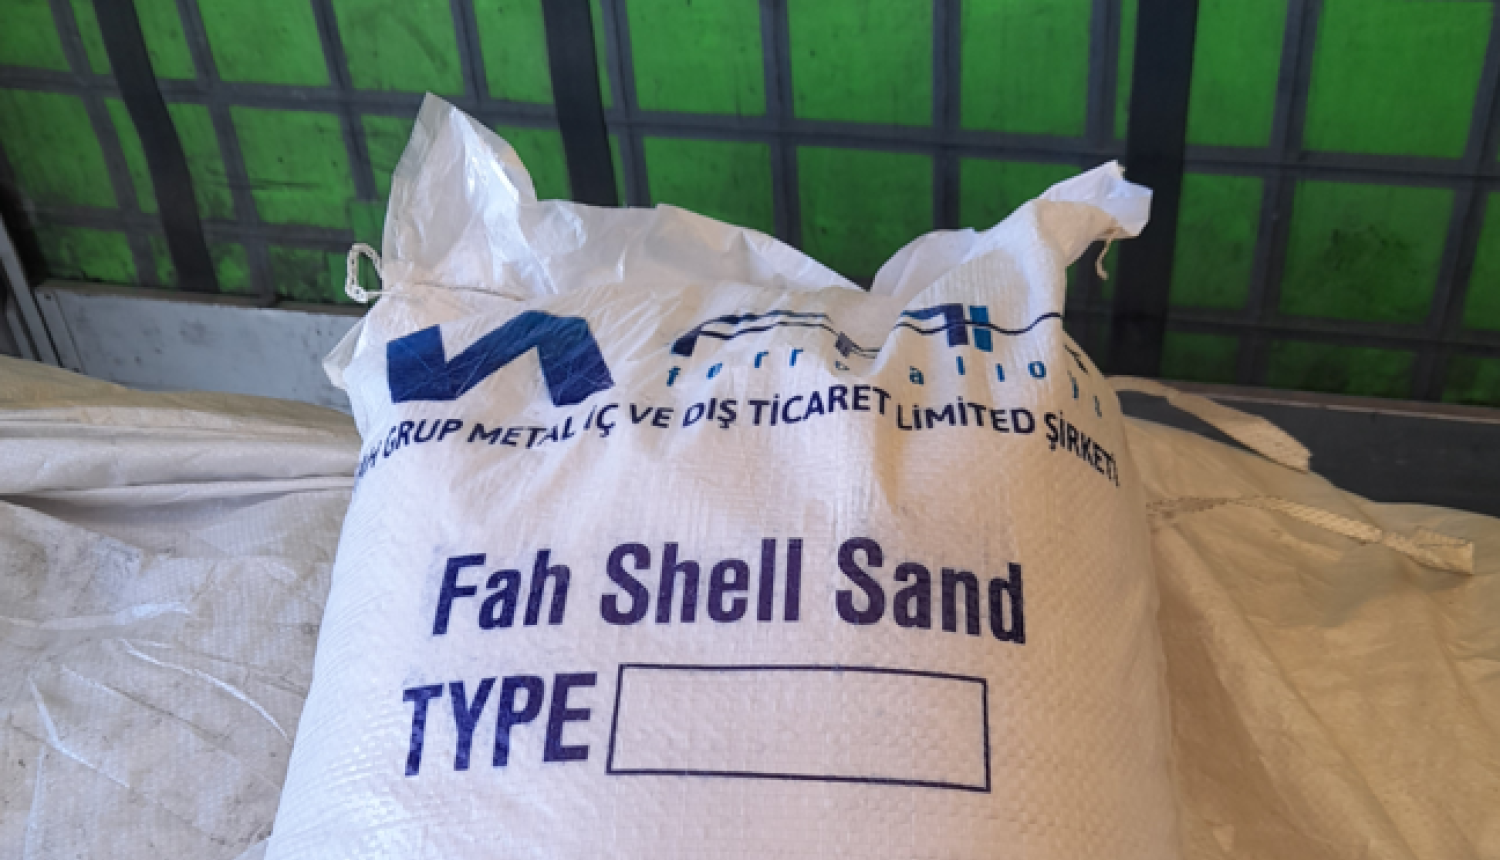 ferroalloys
GRUP METAL İÇ VE DIŞ TİCARET LİMİTED ŞİRKETİ
Fah Shell Sand
TYPE